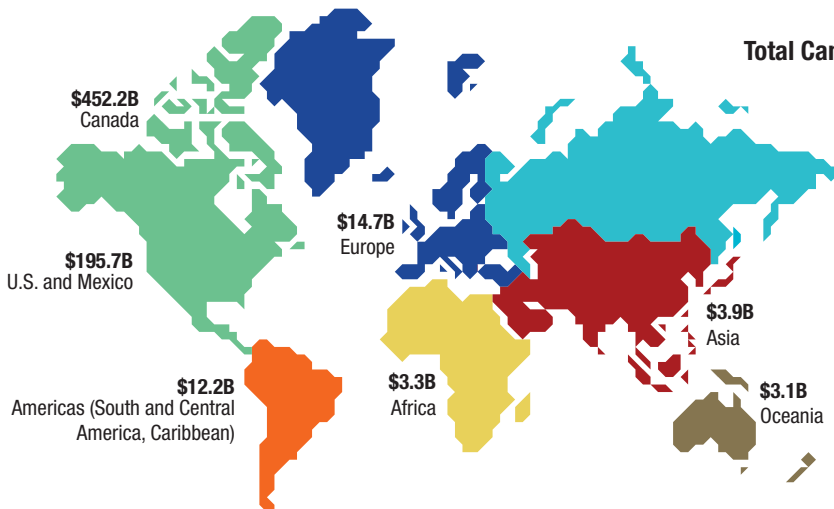 Total Ca
$452.2B
Canada
$14.7B
Europe
$195.7B
U.S. and Mexico
$3.9B
Asia
$12.2B
Americas (South and Central
America, Caribbean)
$3.3B
Africa
$3.1B
Oceania